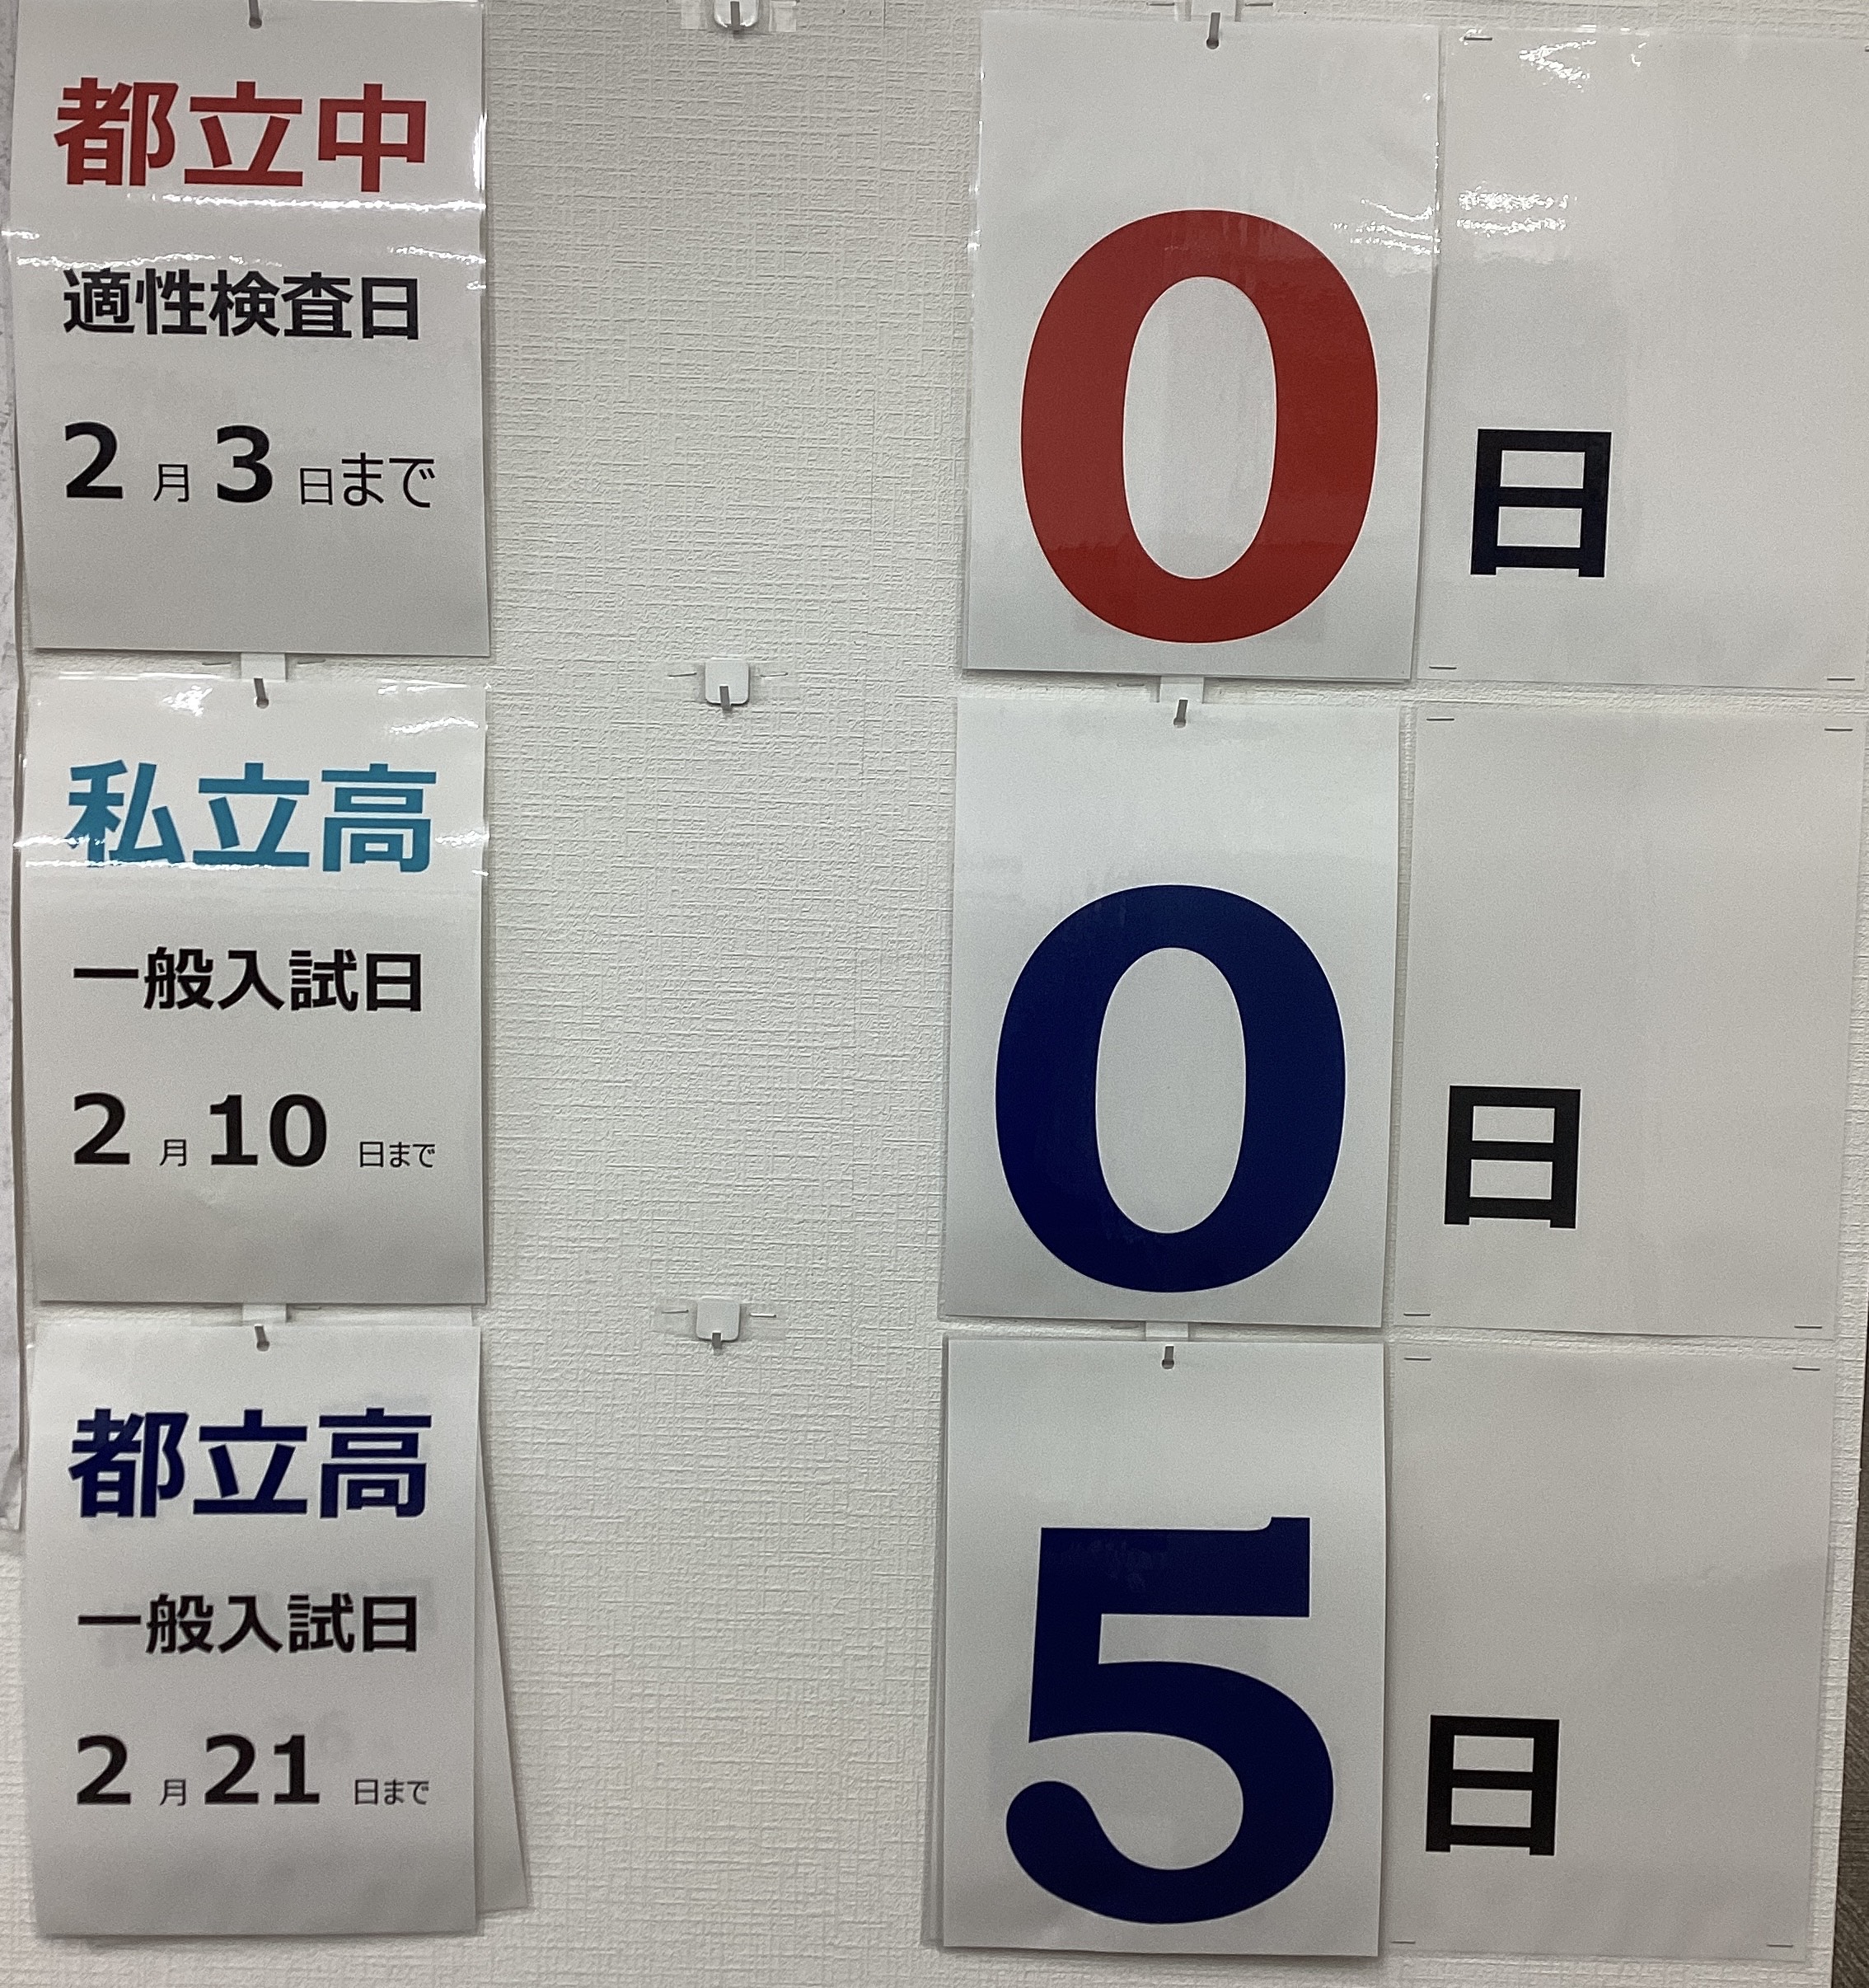 都立中
適性検査日
2月3日まで
0日
私立高
一般入試日
2月10日まで
0日
都立高
一般入試日
2月21日まで
5日